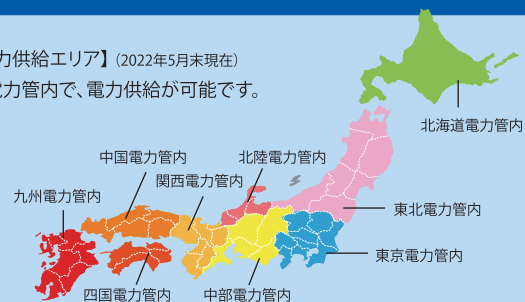 力供給エリア】（2022年5月末現在）
電力管内で、電力供給が可能です。
北海道電力管内
中国電力管内
北陸電力管内
関西電力管内
九州電力管内
東北電力管内
東京電力管内
四国電力管内
中部電力管内